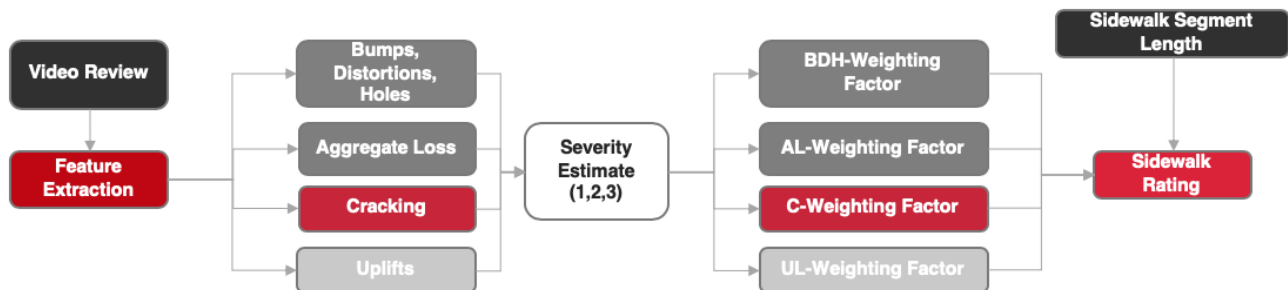 Video Review
Feature
Extraction
Bumps,
Distortions,
Holes
Aggregate Loss
Cracking
Uplifts
Severity
Estimate
(1,2,3)
BDH-Weighting
Factor
AL-Weighting Factor
C-Weighting Factor
UL-Weighting Factor
Sidewalk Segment
Length
Sidewalk
Rating